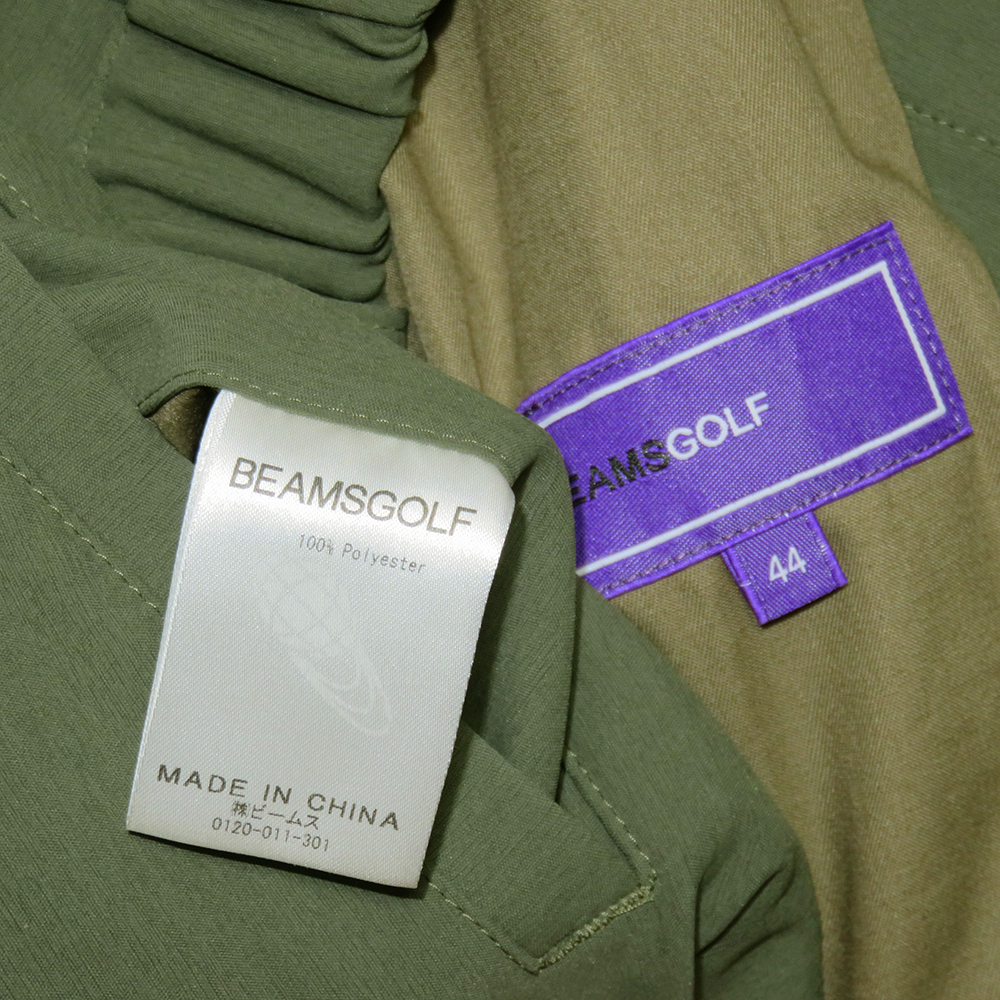 BEAMSGOLF
100% Polyester
MADE IN CHINA
㈱ビームス
0120-011-301
EAMSGOLF
44